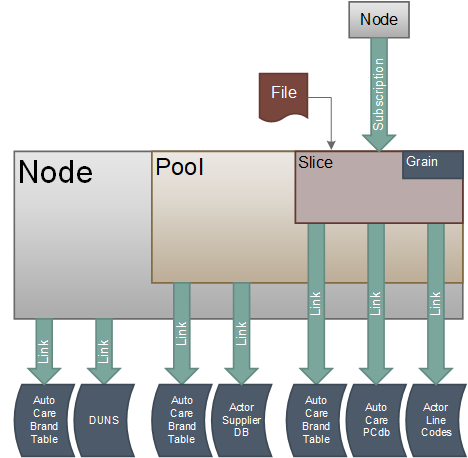 Node
Subscription
File
Node
Pool
Slice
Grain
Link
Link
Link
Link
Link
Link
Link
Auto
Care
Brand
Table
DUNS
Auto
Care
Brand
Table
Actor
Supplier
DB
Auto
Care
Brand
Table
Auto
Care
PCdb
Actor
Line
Codes